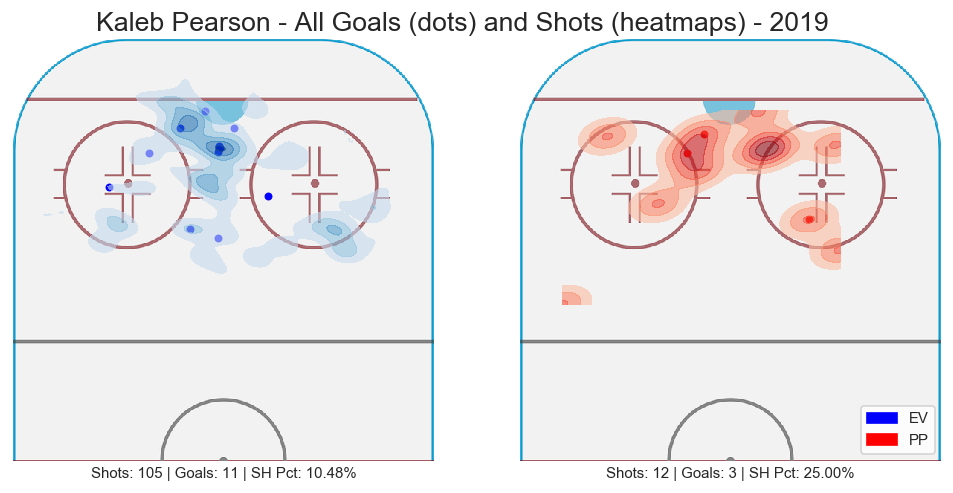 Kaleb Pearson - All Goals (dots) and Shots (heatmaps) - 2019
EV
PP
Shots: 105 | Goals: 11 | SH Pct: 10.48%
Shots: 12 | Goals: 3 | SH Pct: 25.00%